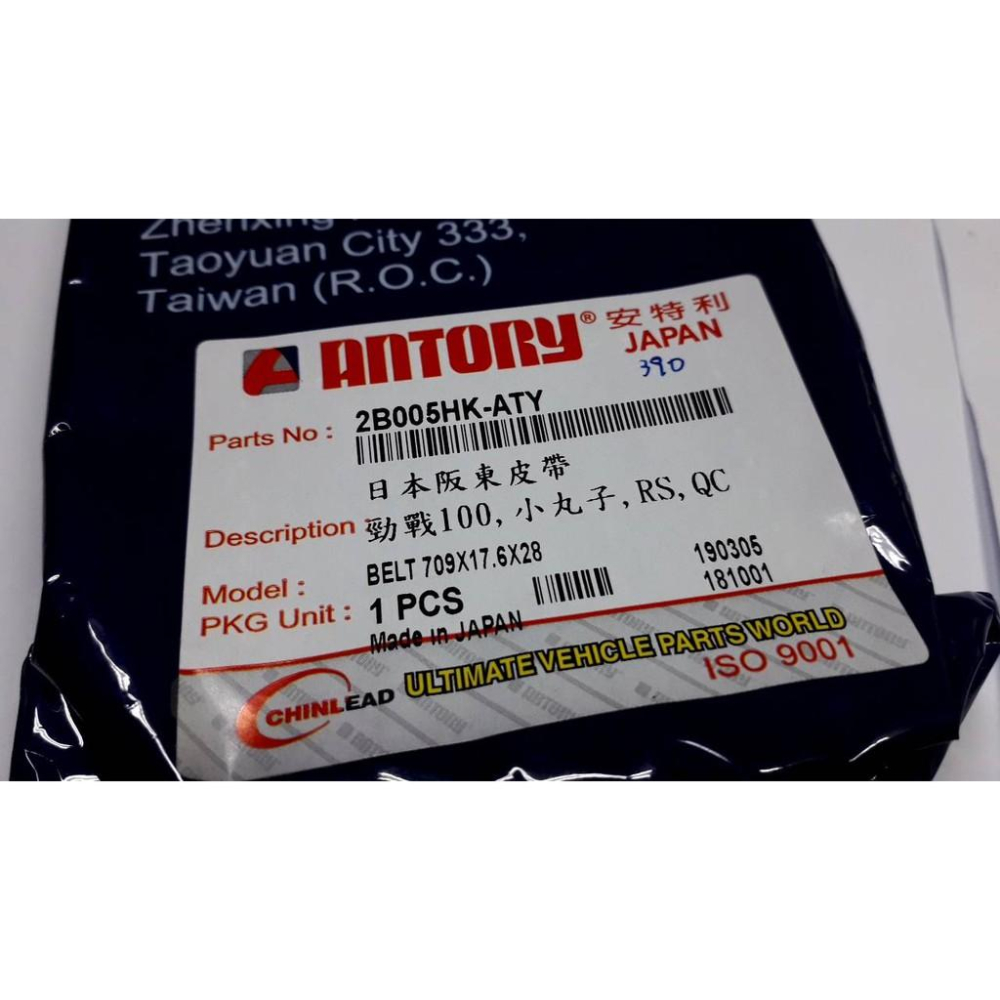 Zhenxing
Taoyuan City 333,
Taiwan (R.O.C.)
ANTORY® 安特利
JAPAN
390
Parts No : 2B005HK-ATY
日本阪東皮帶
Description : 勁戰100,小丸子,RS,QC
Model : BELT 709X17.6X28 190305
PKG Unit : 1 PCS 181001
Made in JAPAN
CHINLEAD ULTIMATE VEHICLE PARTS WORLD
ISO 9001
ANTORY